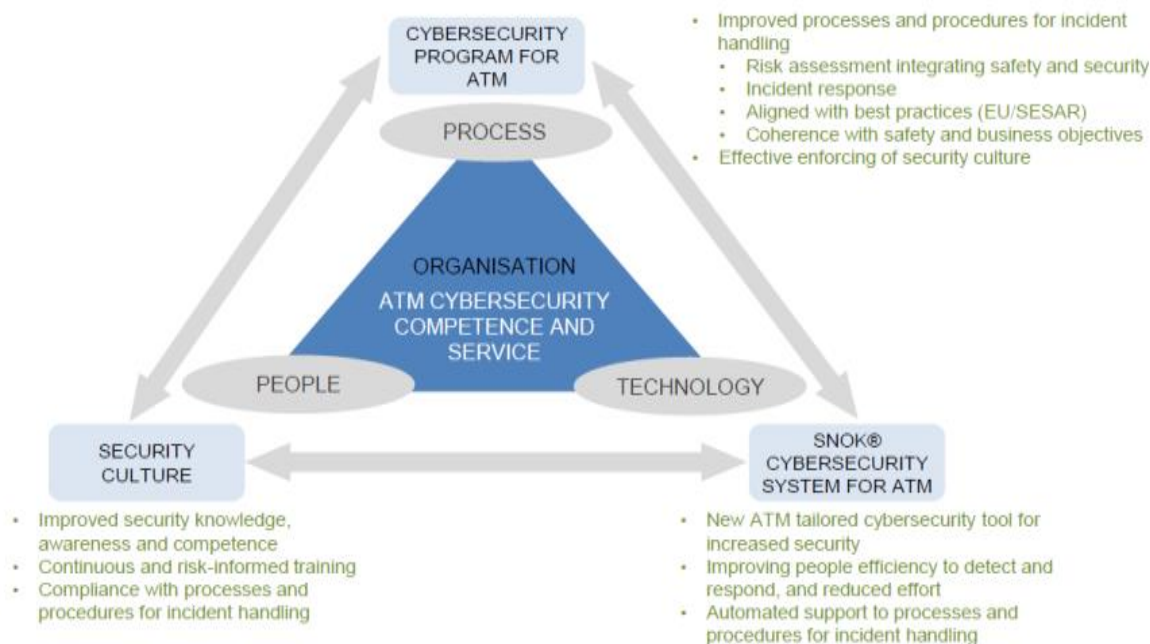 CYBERSECURITY
PROGRAM FOR
ATM
• Improved processes and procedures for incident
handling
• Risk assessment integrating safety and security
• Incident response
• Aligned with best practices (EU/SESAR)
• Coherence with safety and business objectives
• Effective enforcing of security culture
PROCESS
ORGANISATION
ATM CYBERSECURITY
COMPETENCE AND
SERVICE
PEOPLE
TECHNOLOGY
SECURITY
CULTURE
• Improved security knowledge,
awareness and competence
• Continuous and risk-informed training
• Compliance with processes and
procedures for incident handling
SNOK®
CYBERSECURITY
SYSTEM FOR ATM
• New ATM tailored cybersecurity tool for
increased security
• Improving people efficiency to detect and
respond, and reduced effort
• Automated support to processes and
procedures for incident handling